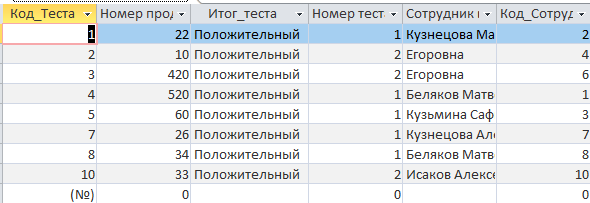 Код_Теста Номер прод Итог_теста Номер тест Сотрудник Код_Сотруд
1 22 Положительный 1 Кузнецова Ма 2
2 10 Положительный 2 Егоровна 4
3 420 Положительный 2 Егоровна 6
4 520 Положительный 1 Беляков Матв 1
5 60 Положительный 1 Кузьмина Саф 3
7 26 Положительный 1 Кузнецова Але 7
8 34 Положительный 1 Беляков Матв 8
10 33 Положительный 2 Исаков Алексе 10
(№) 0 0 0